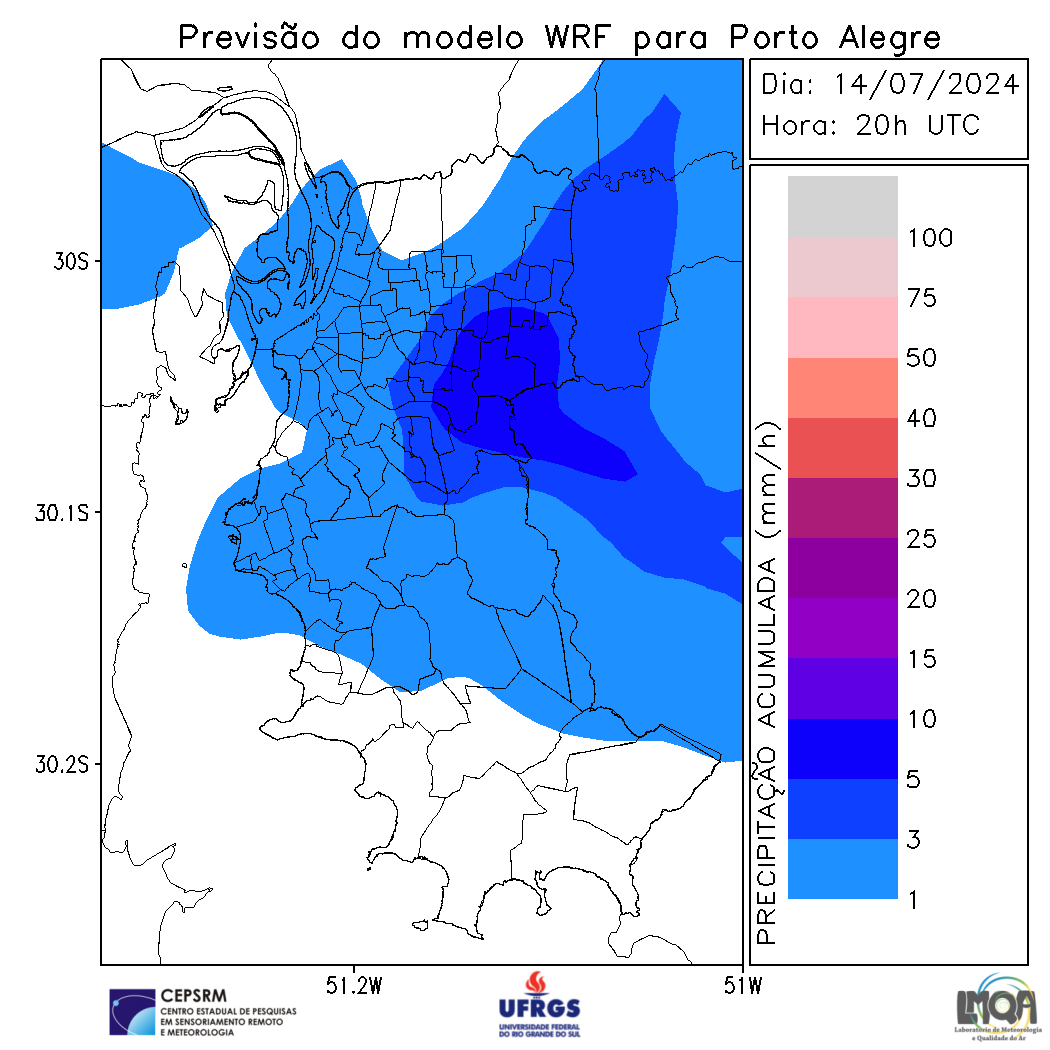 Previsão do modelo WRF para Porto Alegre
Dia: 14/07/2024
Hora: 20h UTC
30S
30.1S
30.2S
51.2W
51W
PRECIPITAÇÃO ACUMULADA (mm/h)
100
75
50
40
30
25
20
15
10
5
3
1
CEPSRM
CENTRO ESTADUAL DE PESQUISAS
EM SENSORIAMENTO REMOTO
E METEOROLOGIA
UFRGS
UNIVERSIDADE FEDERAL
DO RIO GRANDE DO SUL
LMQA
Laboratório de Meteorologia
e Qualidade do Ar